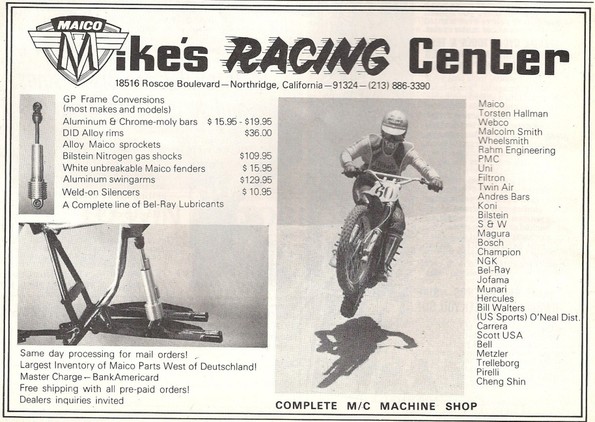 MAICO
Mike's RACING Center
18516 Roscoe Boulevard—Northridge, California—91324—(213) 886-3390
GP Frame Conversions
(most makes and models)
Aluminum & Chrome-moly bars $ 15.95 - $19.95
DID Alloy rims $36.00
Alloy Maico sprockets
Bilstein Nitrogen gas shocks $109.95
White unbreakable Maico fenders $ 15.95
Aluminum swingarms $129.95
Weld-on Silencers $ 10.95
A Complete line of Bel-Ray Lubricants
Same day processing for mail orders!
Largest Inventory of Maico Parts West of Deutschland!
Master Charge—BankAmericard
Free shipping with all pre-paid orders!
Dealers inquiries invited
Maico
Torsten Hallman
Webco
Malcolm Smith
Wheelsmith
Rahm Engineering
PMC
Uni
Filtron
Twin Air
Andres Bars
Koni
Bilstein
S & W
Magura
Bosch
Champion
NGK
Bel-Ray
Jofama
Munari
Hercules
Bill Walters
(US Sports) O'Neal Dist.
Carrera
Scott USA
Bell
Metzler
Trelleborg
Pirelli
Cheng Shin
COMPLETE M/C MACHINE SHOP